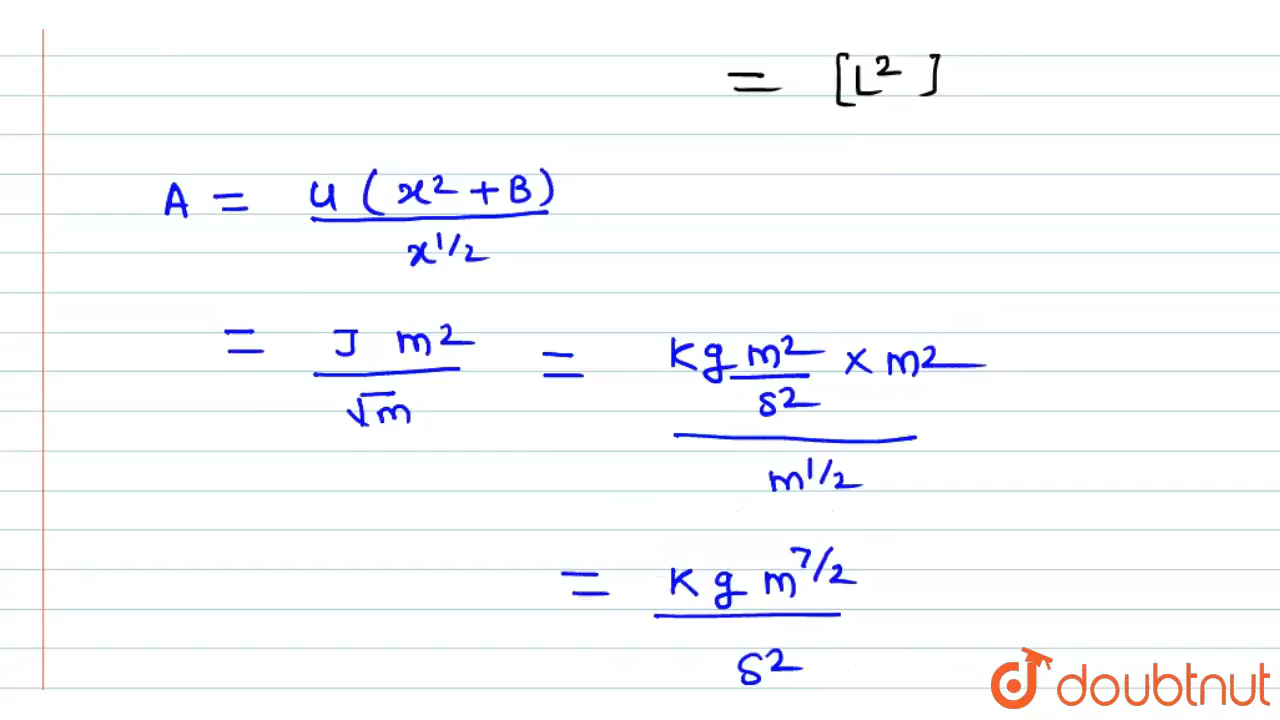 = [L² ]
A = u ( x² + B ) / x^1/2
= J m² / √m = Kg m² / s² × m² / m^1/2
= Kg m^7/2 / s²
doubtnut